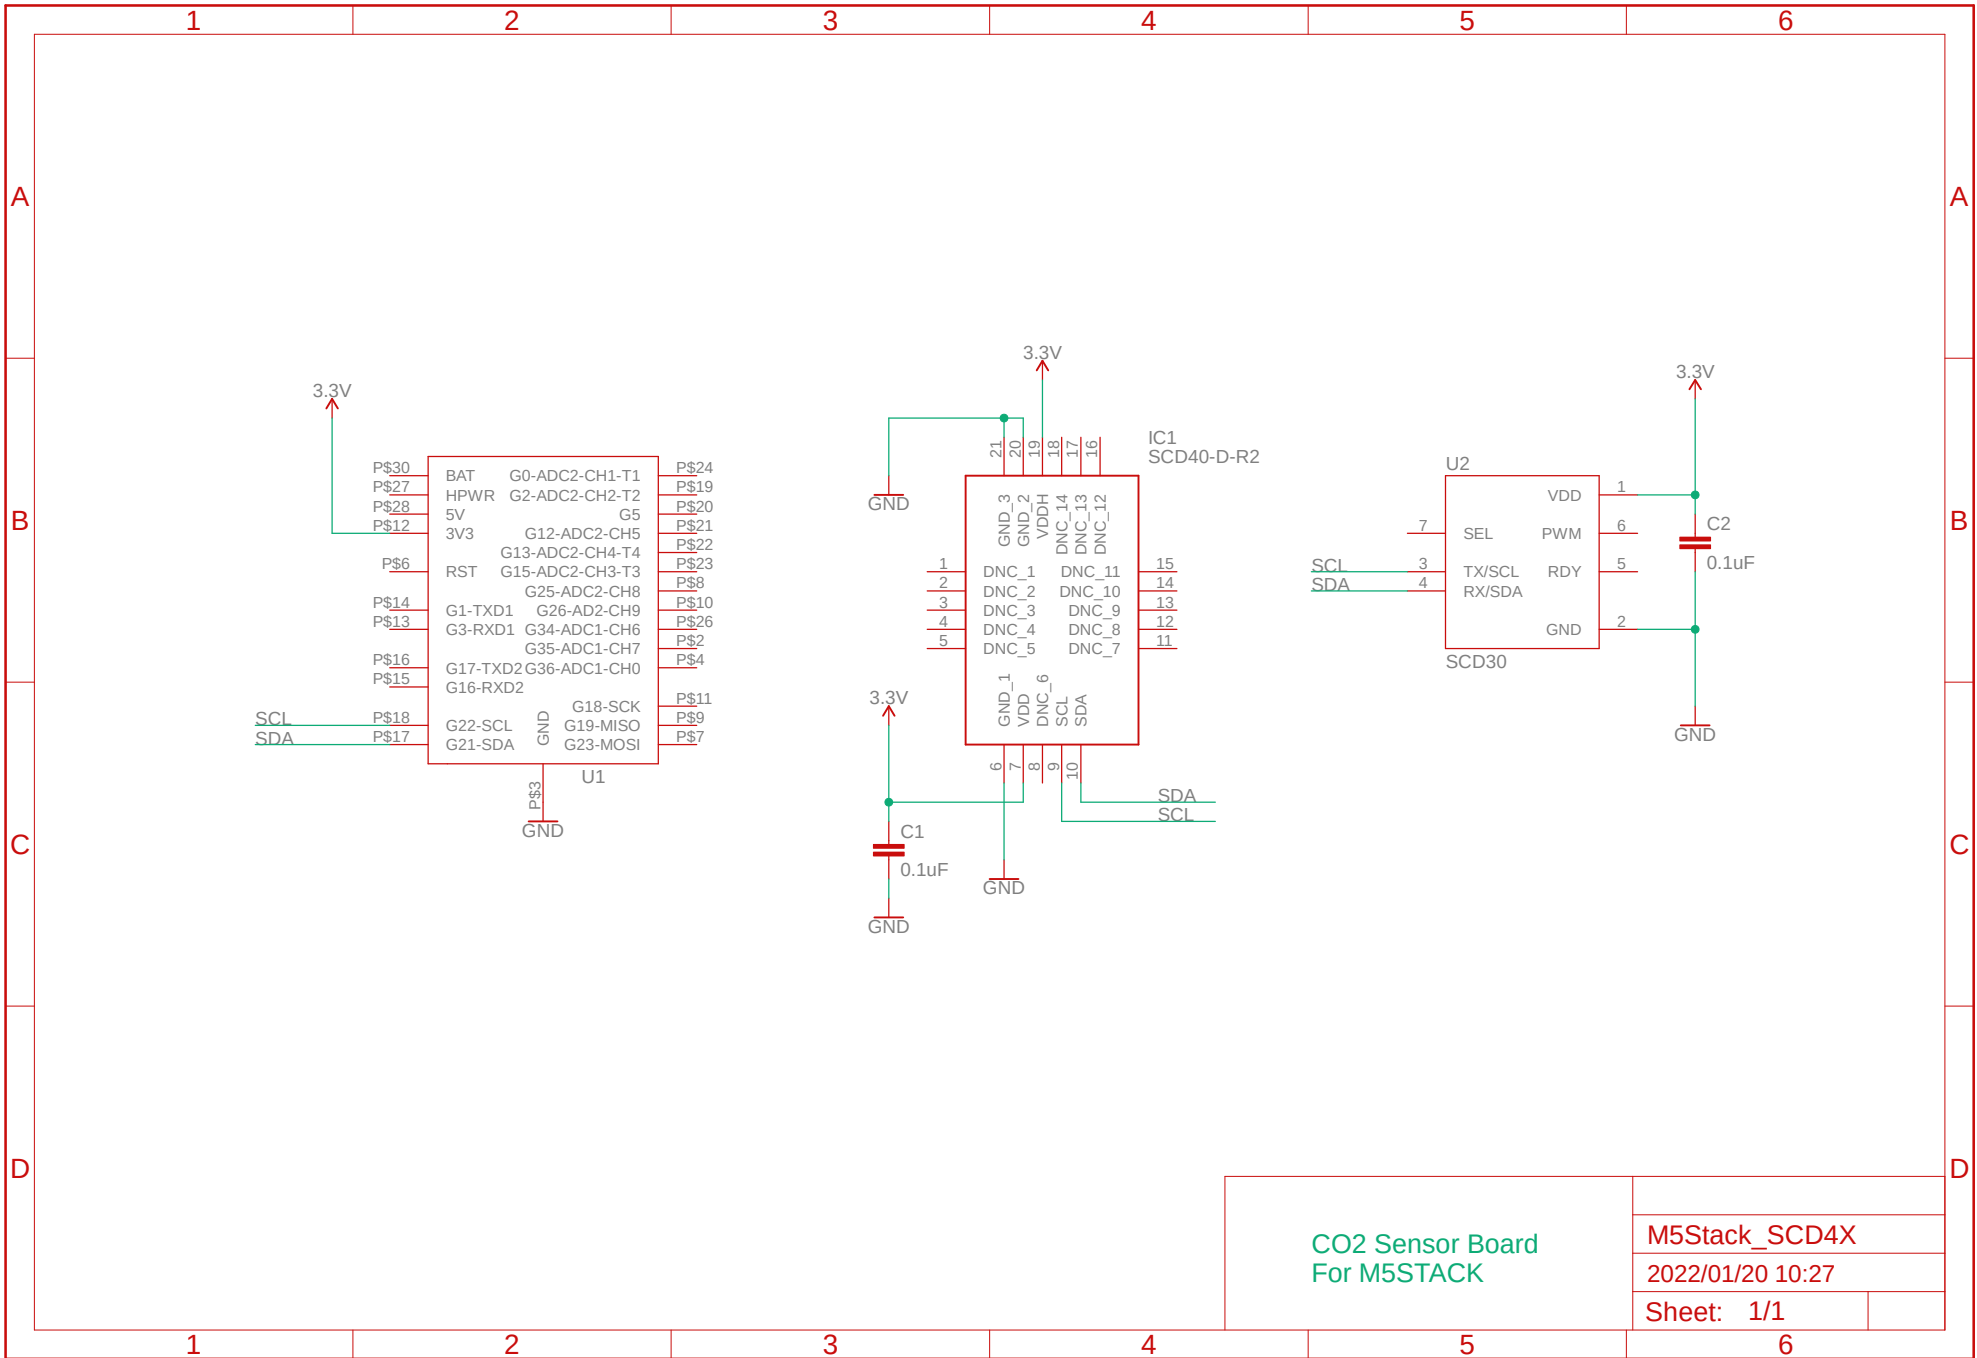 1 2 3 4 5 6
A A
B B
C C
D D
3.3V
P$30 BAT G0-ADC2-CH1-T1 P$24
P$27 HPWR G2-ADC2-CH2-T2 P$19
P$28 5V G5 P$20
P$12 3V3 G12-ADC2-CH5 P$21
G13-ADC2-CH4-T4 P$22
P$6 RST G15-ADC2-CH3-T3 P$23
G25-ADC2-CH8 P$8
P$14 G1-TXD1 G26-AD2-CH9 P$10
P$13 G3-RXD1 G34-ADC1-CH6 P$26
G35-ADC1-CH7 P$2
P$16 G17-TXD2 G36-ADC1-CH0 P$4
P$15 G16-RXD2
G18-SCK P$11
SCL P$18 G22-SCL G19-MISO P$9
SDA P$17 G21-SDA G23-MOSI P$7
GND
U1
P$3
GND
3.3V
GND
21 20 19 18 17 16
IC1
SCD40-D-R2
GND_3 GND_2 VDDH DNC_14 DNC_13 DNC_12
1 DNC_1 DNC_11 15
2 DNC_2 DNC_10 14
3 DNC_3 DNC_9 13
4 DNC_4 DNC_8 12
5 DNC_5 DNC_7 11
GND_1 VDD DNC_6 SCL SDA
6 7 8 9 10
3.3V
SDA
SCL
C1
0.1uF
GND
GND
3.3V
U2
VDD 1
7 SEL PWM 6
SCL 3 TX/SCL RDY 5
SDA 4 RX/SDA
GND 2
SCD30
C2
0.1uF
GND
CO2 Sensor Board
For M5STACK
M5Stack_SCD4X
2022/01/20 10:27
Sheet: 1/1
1 2 3 4 5 6